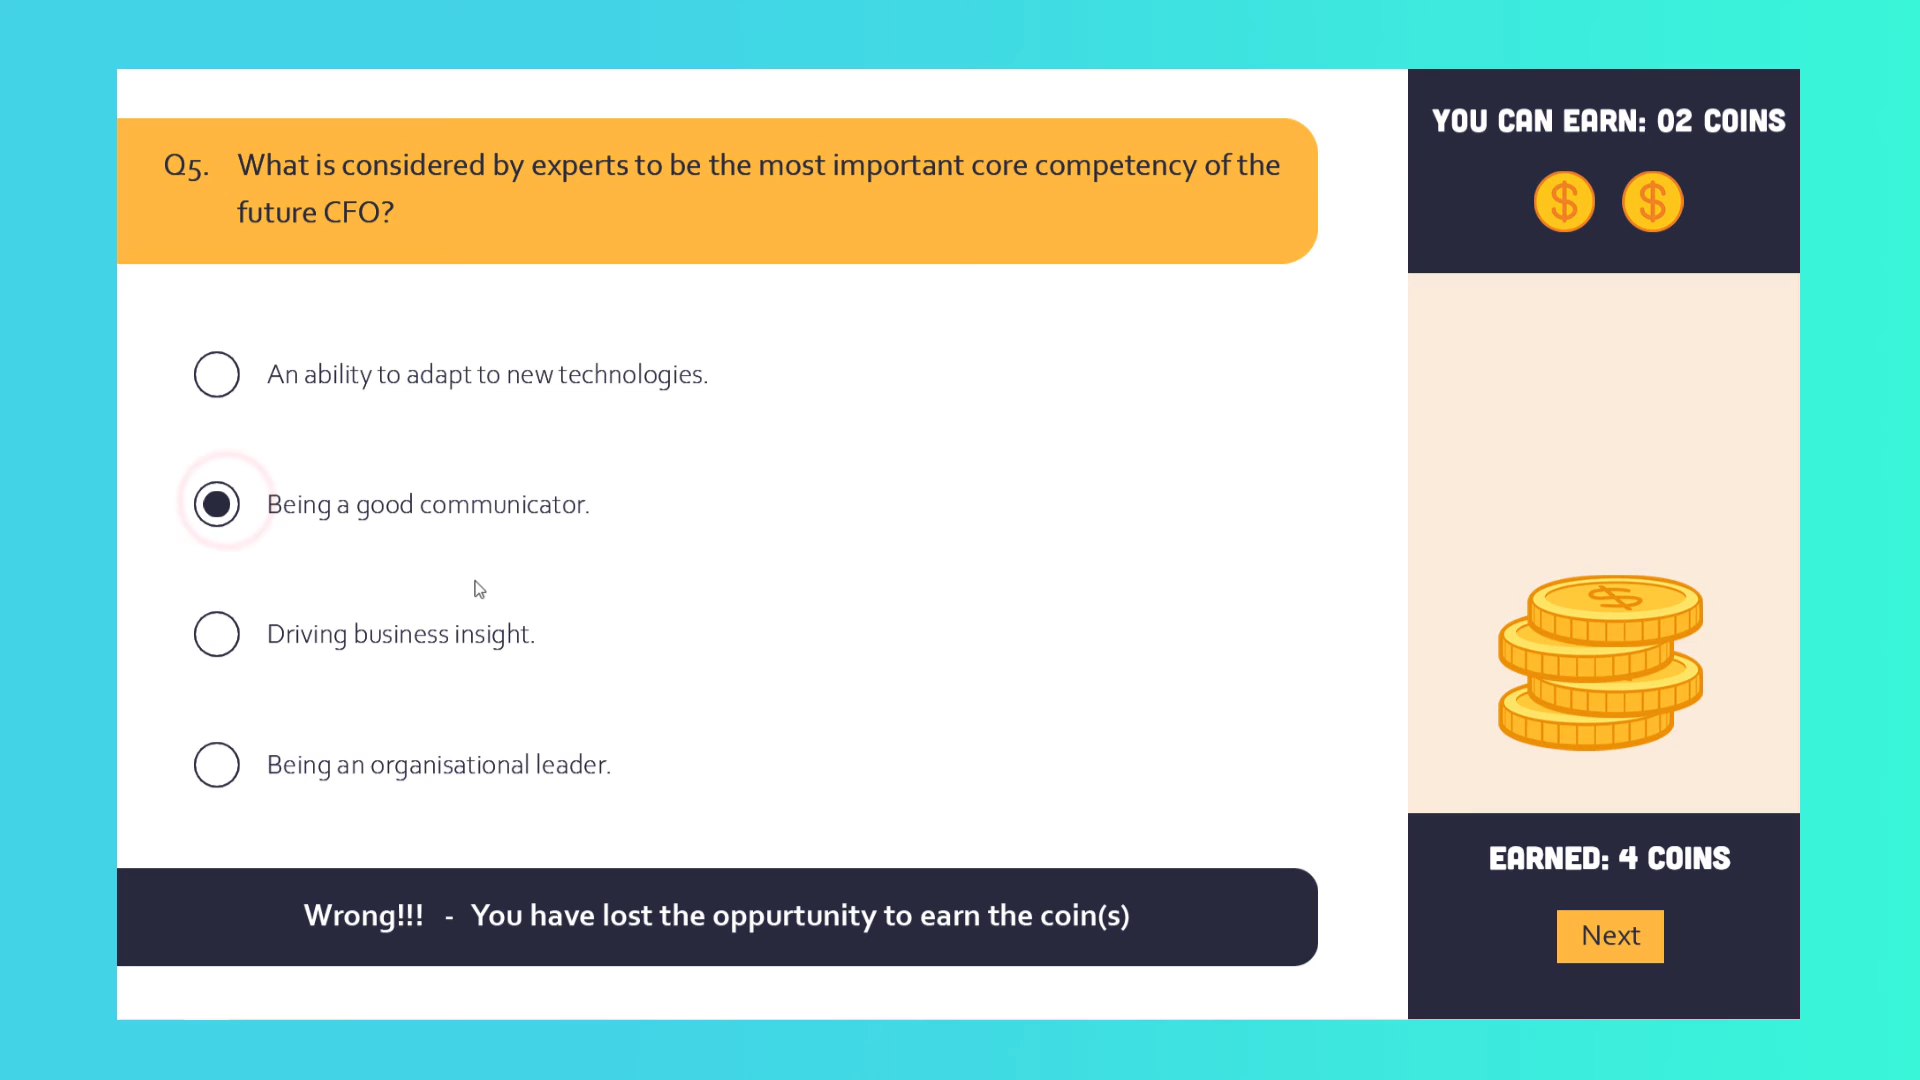 YOU CAN EARN: 02 COINS
Q5. What is considered by experts to be the most important core competency of the
future CFO?
An ability to adapt to new technologies.
Being a good communicator.
Driving business insight.
Being an organisational leader.
Wrong!!! - You have lost the oppurtunity to earn the coin(s)
EARNED: 4 COINS
Next